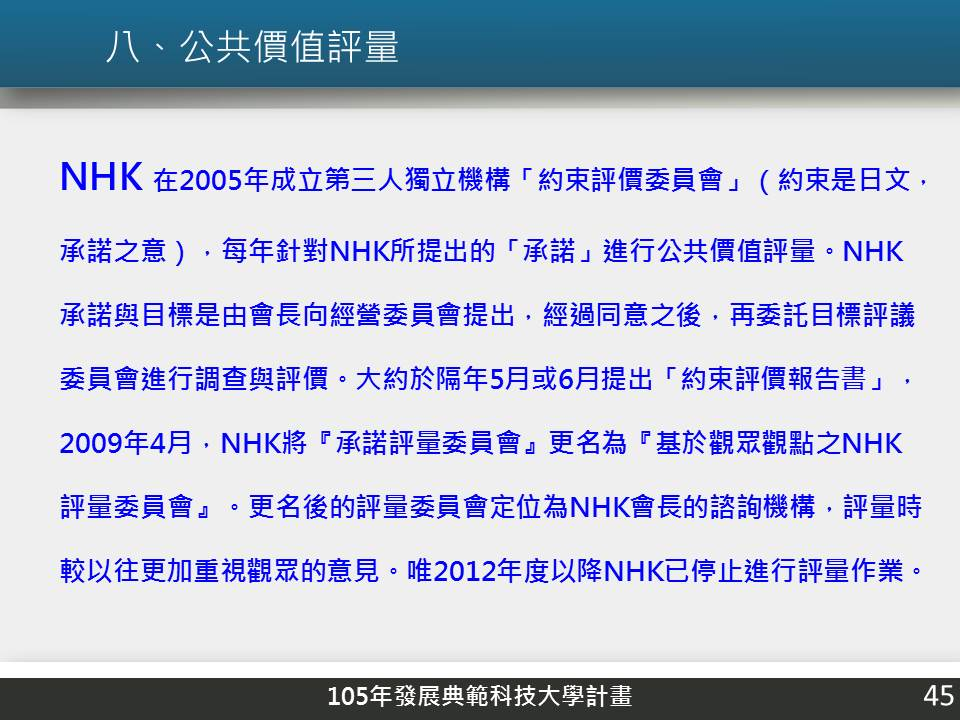 八、公共價值評量
NHK 在2005年成立第三人獨立機構「約束評價委員會」（約束是日文，
承諾之意），每年針對NHK所提出的「承諾」進行公共價值評量。NHK
承諾與目標是由會長向經營委員會提出，經過同意之後，再委託目標評議
委員會進行調查與評價。大約於隔年5月或6月提出「約束評價報告書」，
2009年4月，NHK將『承諾評量委員會』更名為『基於觀眾觀點之NHK
評量委員會』。更名後的評量委員會定位為NHK會長的諮詢機構，評量時
較以往更加重視觀眾的意見。唯2012年度以降NHK已停止進行評量作業。
105年發展典範科技大學計畫
45